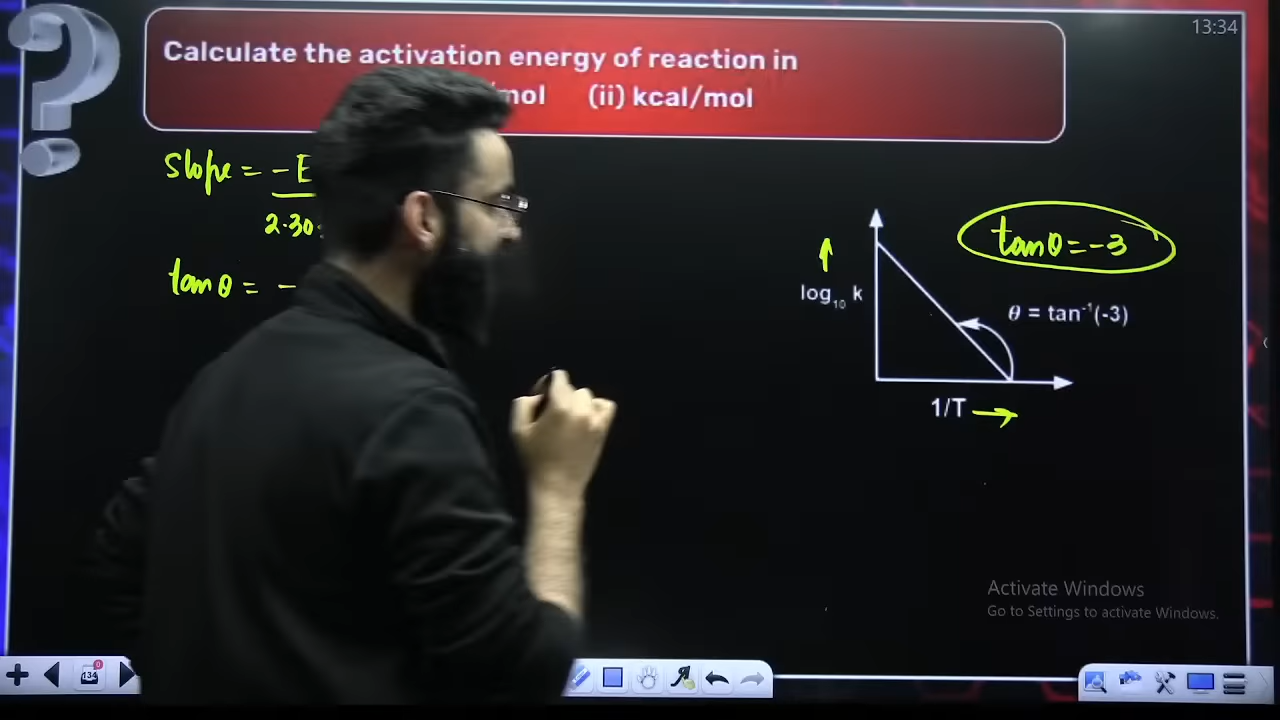 13:34
Calculate the activation energy of reaction in
/mol (ii) kcal/mol
Slope = -E
2.30
tan θ = -
tan θ = -3
log₁₀ k
θ = tan⁻¹(-3)
1/T →
Activate Windows
Go to Settings to activate Windows.
134